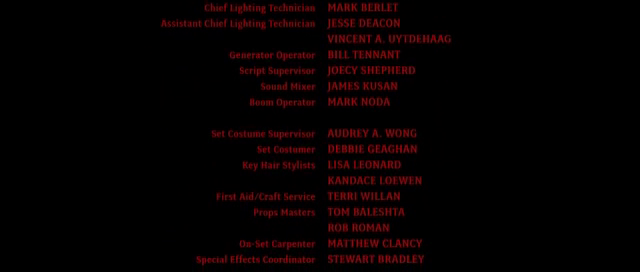 Chief Lighting Technician MARK BERLET
Assistant Chief Lighting Technician JESSE DEACON
VINCENT A. UYTDEHAAG
Generator Operator BILL TENNANT
Script Supervisor JOECY SHEPHERD
Sound Mixer JAMES KUSAN
Boom Operator MARK NODA
Set Costume Supervisor AUDREY A. WONG
Set Costumer DEBBIE GEAGHAN
Key Hair Stylists LISA LEONARD
KANDACE LOEWEN
First Aid/Craft Service TERRI WILLAN
Props Masters TOM BALESHTA
ROB ROMAN
On-Set Carpenter MATTHEW CLANCY
Special Effects Coordinator STEWART BRADLEY